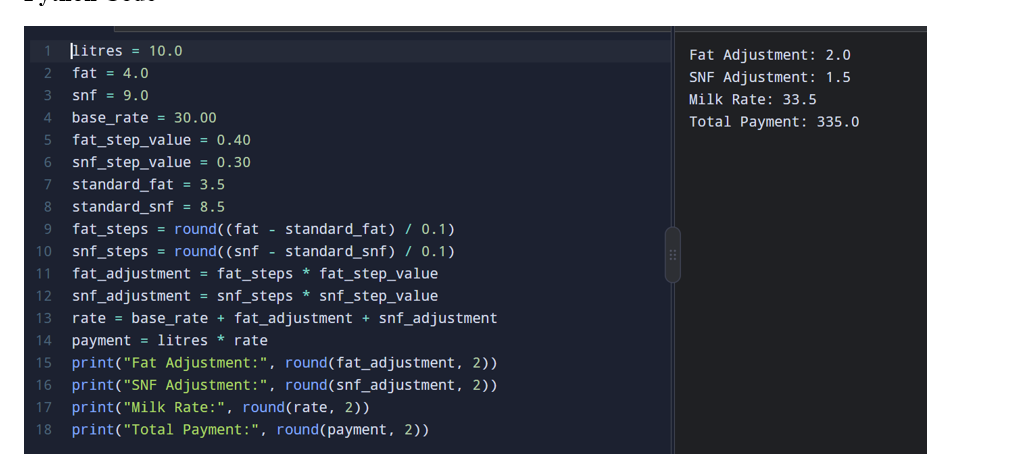 Python Code
1 litres = 10.0
2 fat = 4.0
3 snf = 9.0
4 base_rate = 30.00
5 fat_step_value = 0.40
6 snf_step_value = 0.30
7 standard_fat = 3.5
8 standard_snf = 8.5
9 fat_steps = round((fat - standard_fat) / 0.1)
10 snf_steps = round((snf - standard_snf) / 0.1)
11 fat_adjustment = fat_steps * fat_step_value
12 snf_adjustment = snf_steps * snf_step_value
13 rate = base_rate + fat_adjustment + snf_adjustment
14 payment = litres * rate
15 print("Fat Adjustment:", round(fat_adjustment, 2))
16 print("SNF Adjustment:", round(snf_adjustment, 2))
17 print("Milk Rate:", round(rate, 2))
18 print("Total Payment:", round(payment, 2))
Fat Adjustment: 2.0
SNF Adjustment: 1.5
Milk Rate: 33.5
Total Payment: 335.0